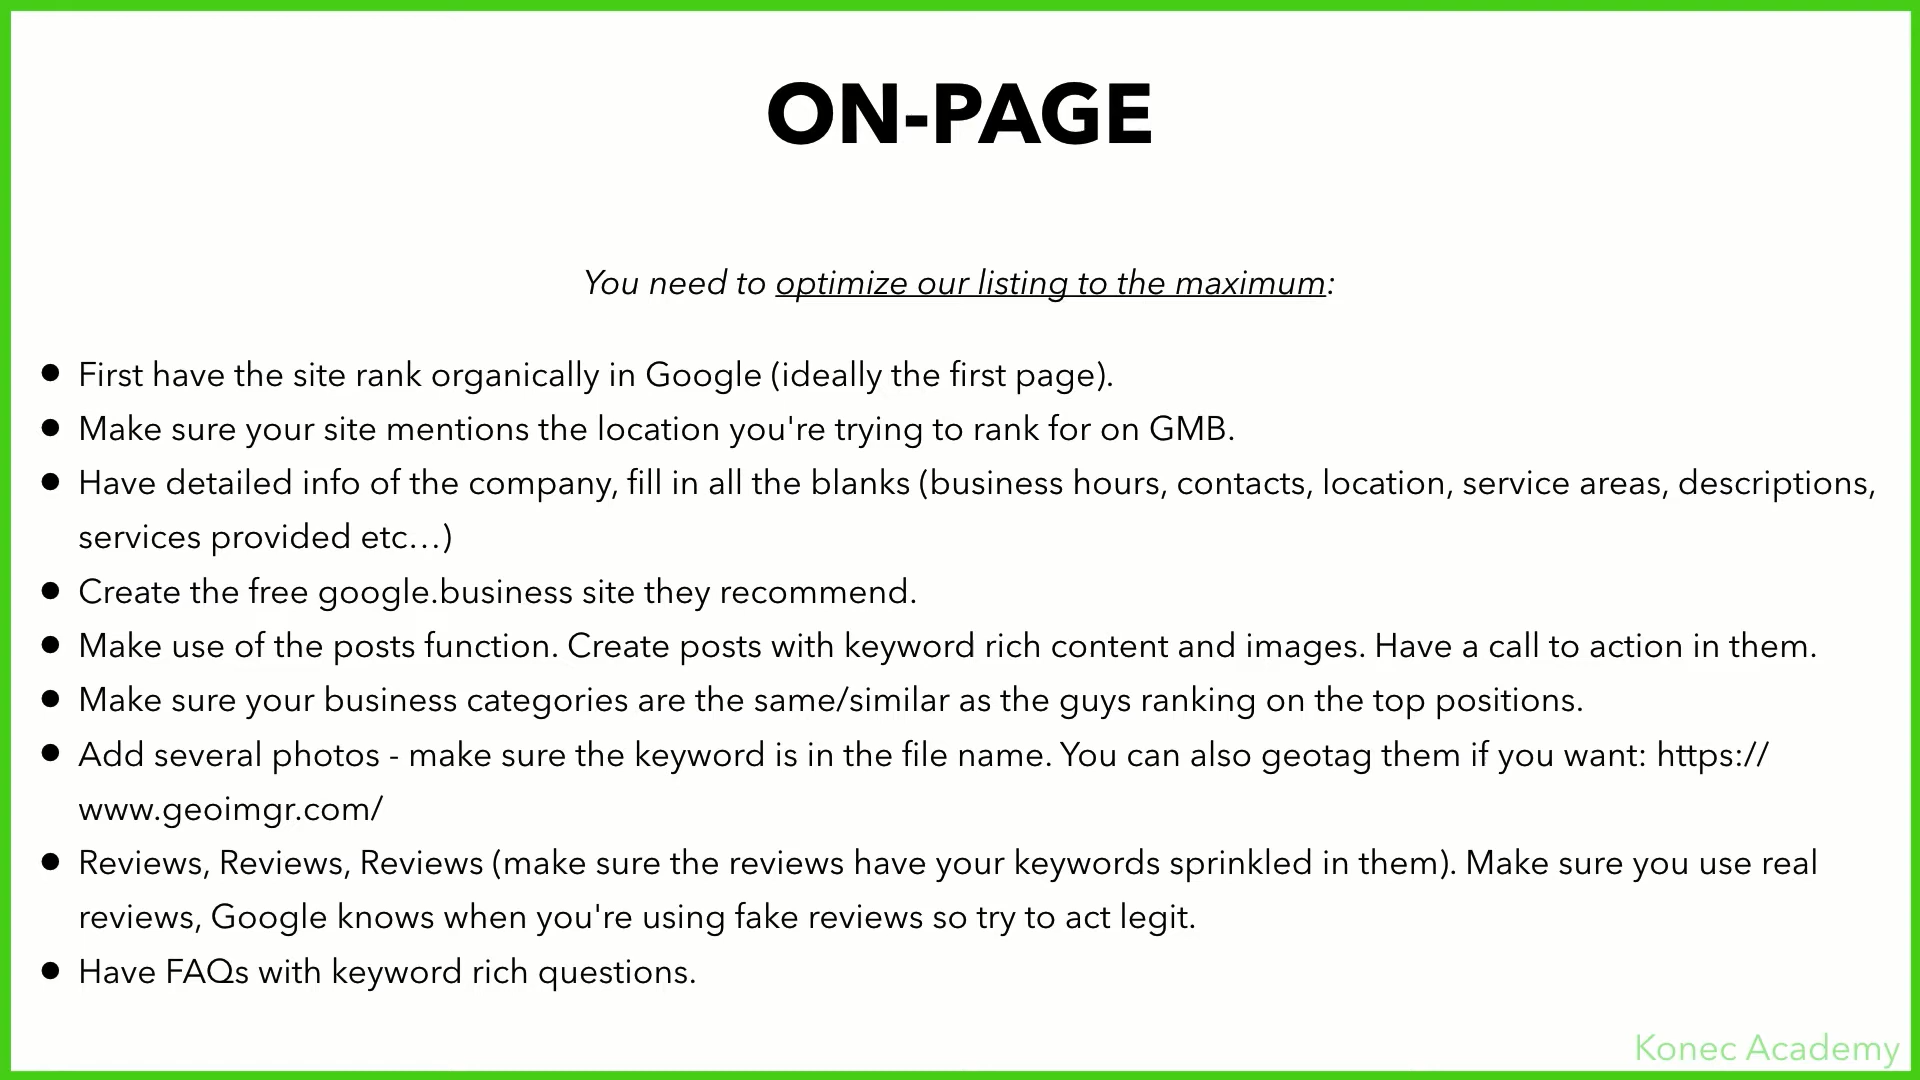 ON-PAGE
You need to optimize our listing to the maximum:
● First have the site rank organically in Google (ideally the first page).
● Make sure your site mentions the location you're trying to rank for on GMB.
● Have detailed info of the company, fill in all the blanks (business hours, contacts, location, service areas, descriptions,
services provided etc…)
● Create the free google.business site they recommend.
● Make use of the posts function. Create posts with keyword rich content and images. Have a call to action in them.
● Make sure your business categories are the same/similar as the guys ranking on the top positions.
● Add several photos - make sure the keyword is in the file name. You can also geotag them if you want: https://
www.geoimgr.com/
● Reviews, Reviews, Reviews (make sure the reviews have your keywords sprinkled in them). Make sure you use real
reviews, Google knows when you're using fake reviews so try to act legit.
● Have FAQs with keyword rich questions.
Konec Academy